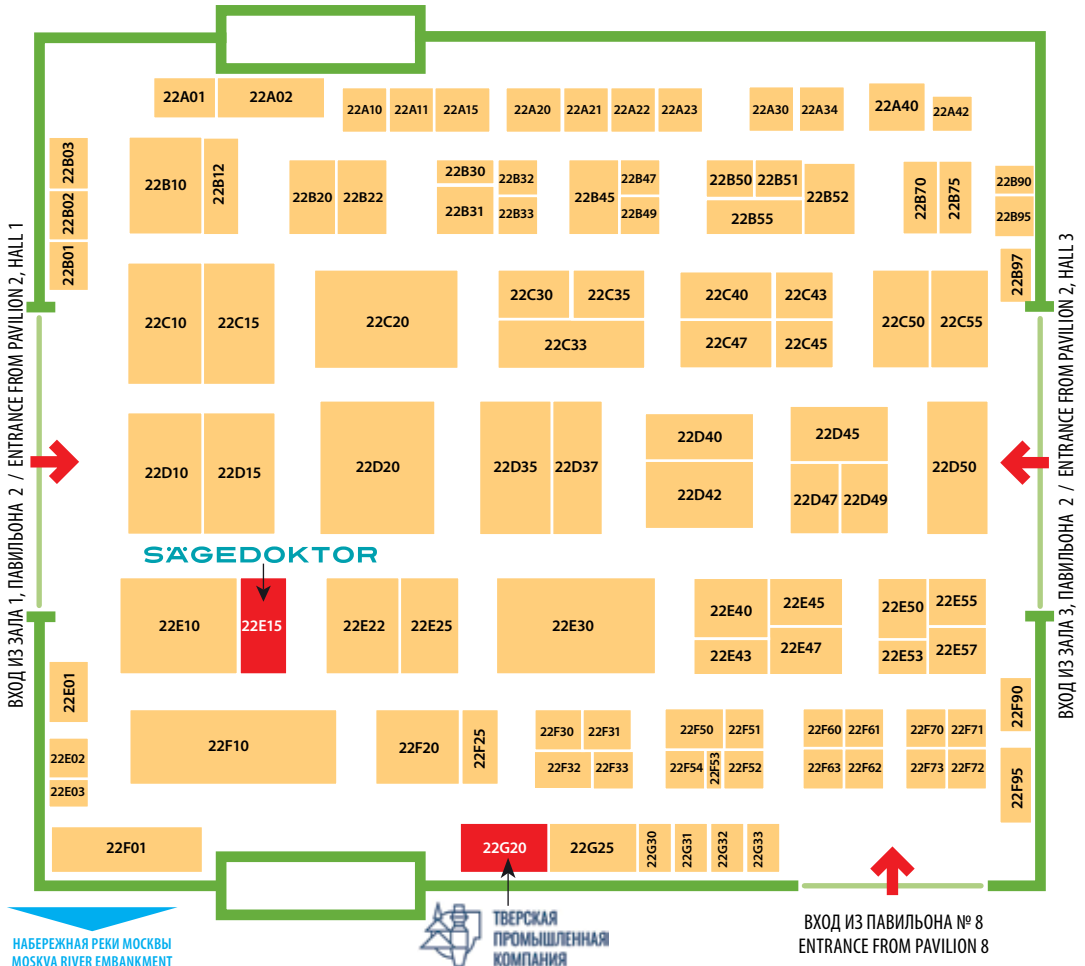 22A01
22A02
22A10
22A11
22A15
22A20
22A21
22A22
22A23
22A30
22A34
22A40
22A42
22B03
22B02
22B01
22B10
22B12
22B20
22B22
22B30
22B31
22B32
22B33
22B45
22B47
22B49
22B50
22B51
22B55
22B52
22B70
22B75
22B90
22B95
22B97
ВХОД ИЗ ЗАЛА 1, ПАВИЛЬОНА 2 / ENTRANCE FROM PAVILION 2, HALL 1
22C10
22C15
22C20
22C30
22C35
22C33
22C40
22C43
22C47
22C45
22C50
22C55
ВХОД ИЗ ЗАЛА 3, ПАВИЛЬОНА 2 / ENTRANCE FROM PAVILION 2, HALL 3
22D10
22D15
22D20
22D35
22D37
22D40
22D42
22D45
22D47
22D49
22D50
SÄGEDOKTOR
22E10
22E15
22E22
22E25
22E30
22E40
22E45
22E43
22E47
22E50
22E55
22E53
22E57
22E01
22E02
22E03
22F10
22F20
22F25
22F30
22F31
22F32
22F33
22F50
22F51
22F54
22F53
22F52
22F60
22F61
22F63
22F62
22F70
22F71
22F73
22F72
22F90
22F95
22F01
22G20
22G25
22G30
22G31
22G32
22G33
НАБЕРЕЖНАЯ РЕКИ МОСКВЫ
MOSKVA RIVER EMBANKMENT
ТВЕРСКАЯ
ПРОМЫШЛЕННАЯ
КОМПАНИЯ
ВХОД ИЗ ПАВИЛЬОНА № 8
ENTRANCE FROM PAVILION 8